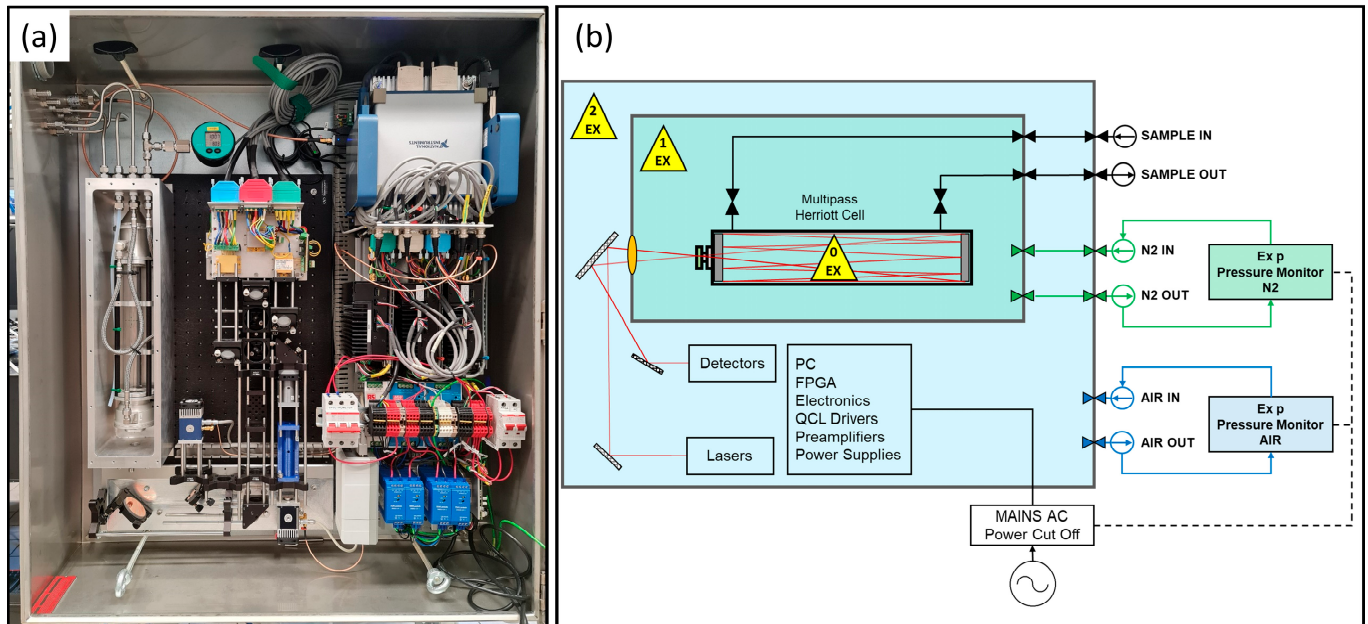 (a)
NATIONAL
INSTRUMENTS
(b)
2
EX
1
EX
SAMPLE IN
SAMPLE OUT
Multipass
Herriott Cell
0
EX
N2 IN
N2 OUT
Ex p
Pressure Monitor
N2
Detectors
Lasers
PC
FPGA
Electronics
QCL Drivers
Preamplifiers
Power Supplies
AIR IN
AIR OUT
Ex p
Pressure Monitor
AIR
MAINS AC
Power Cut Off